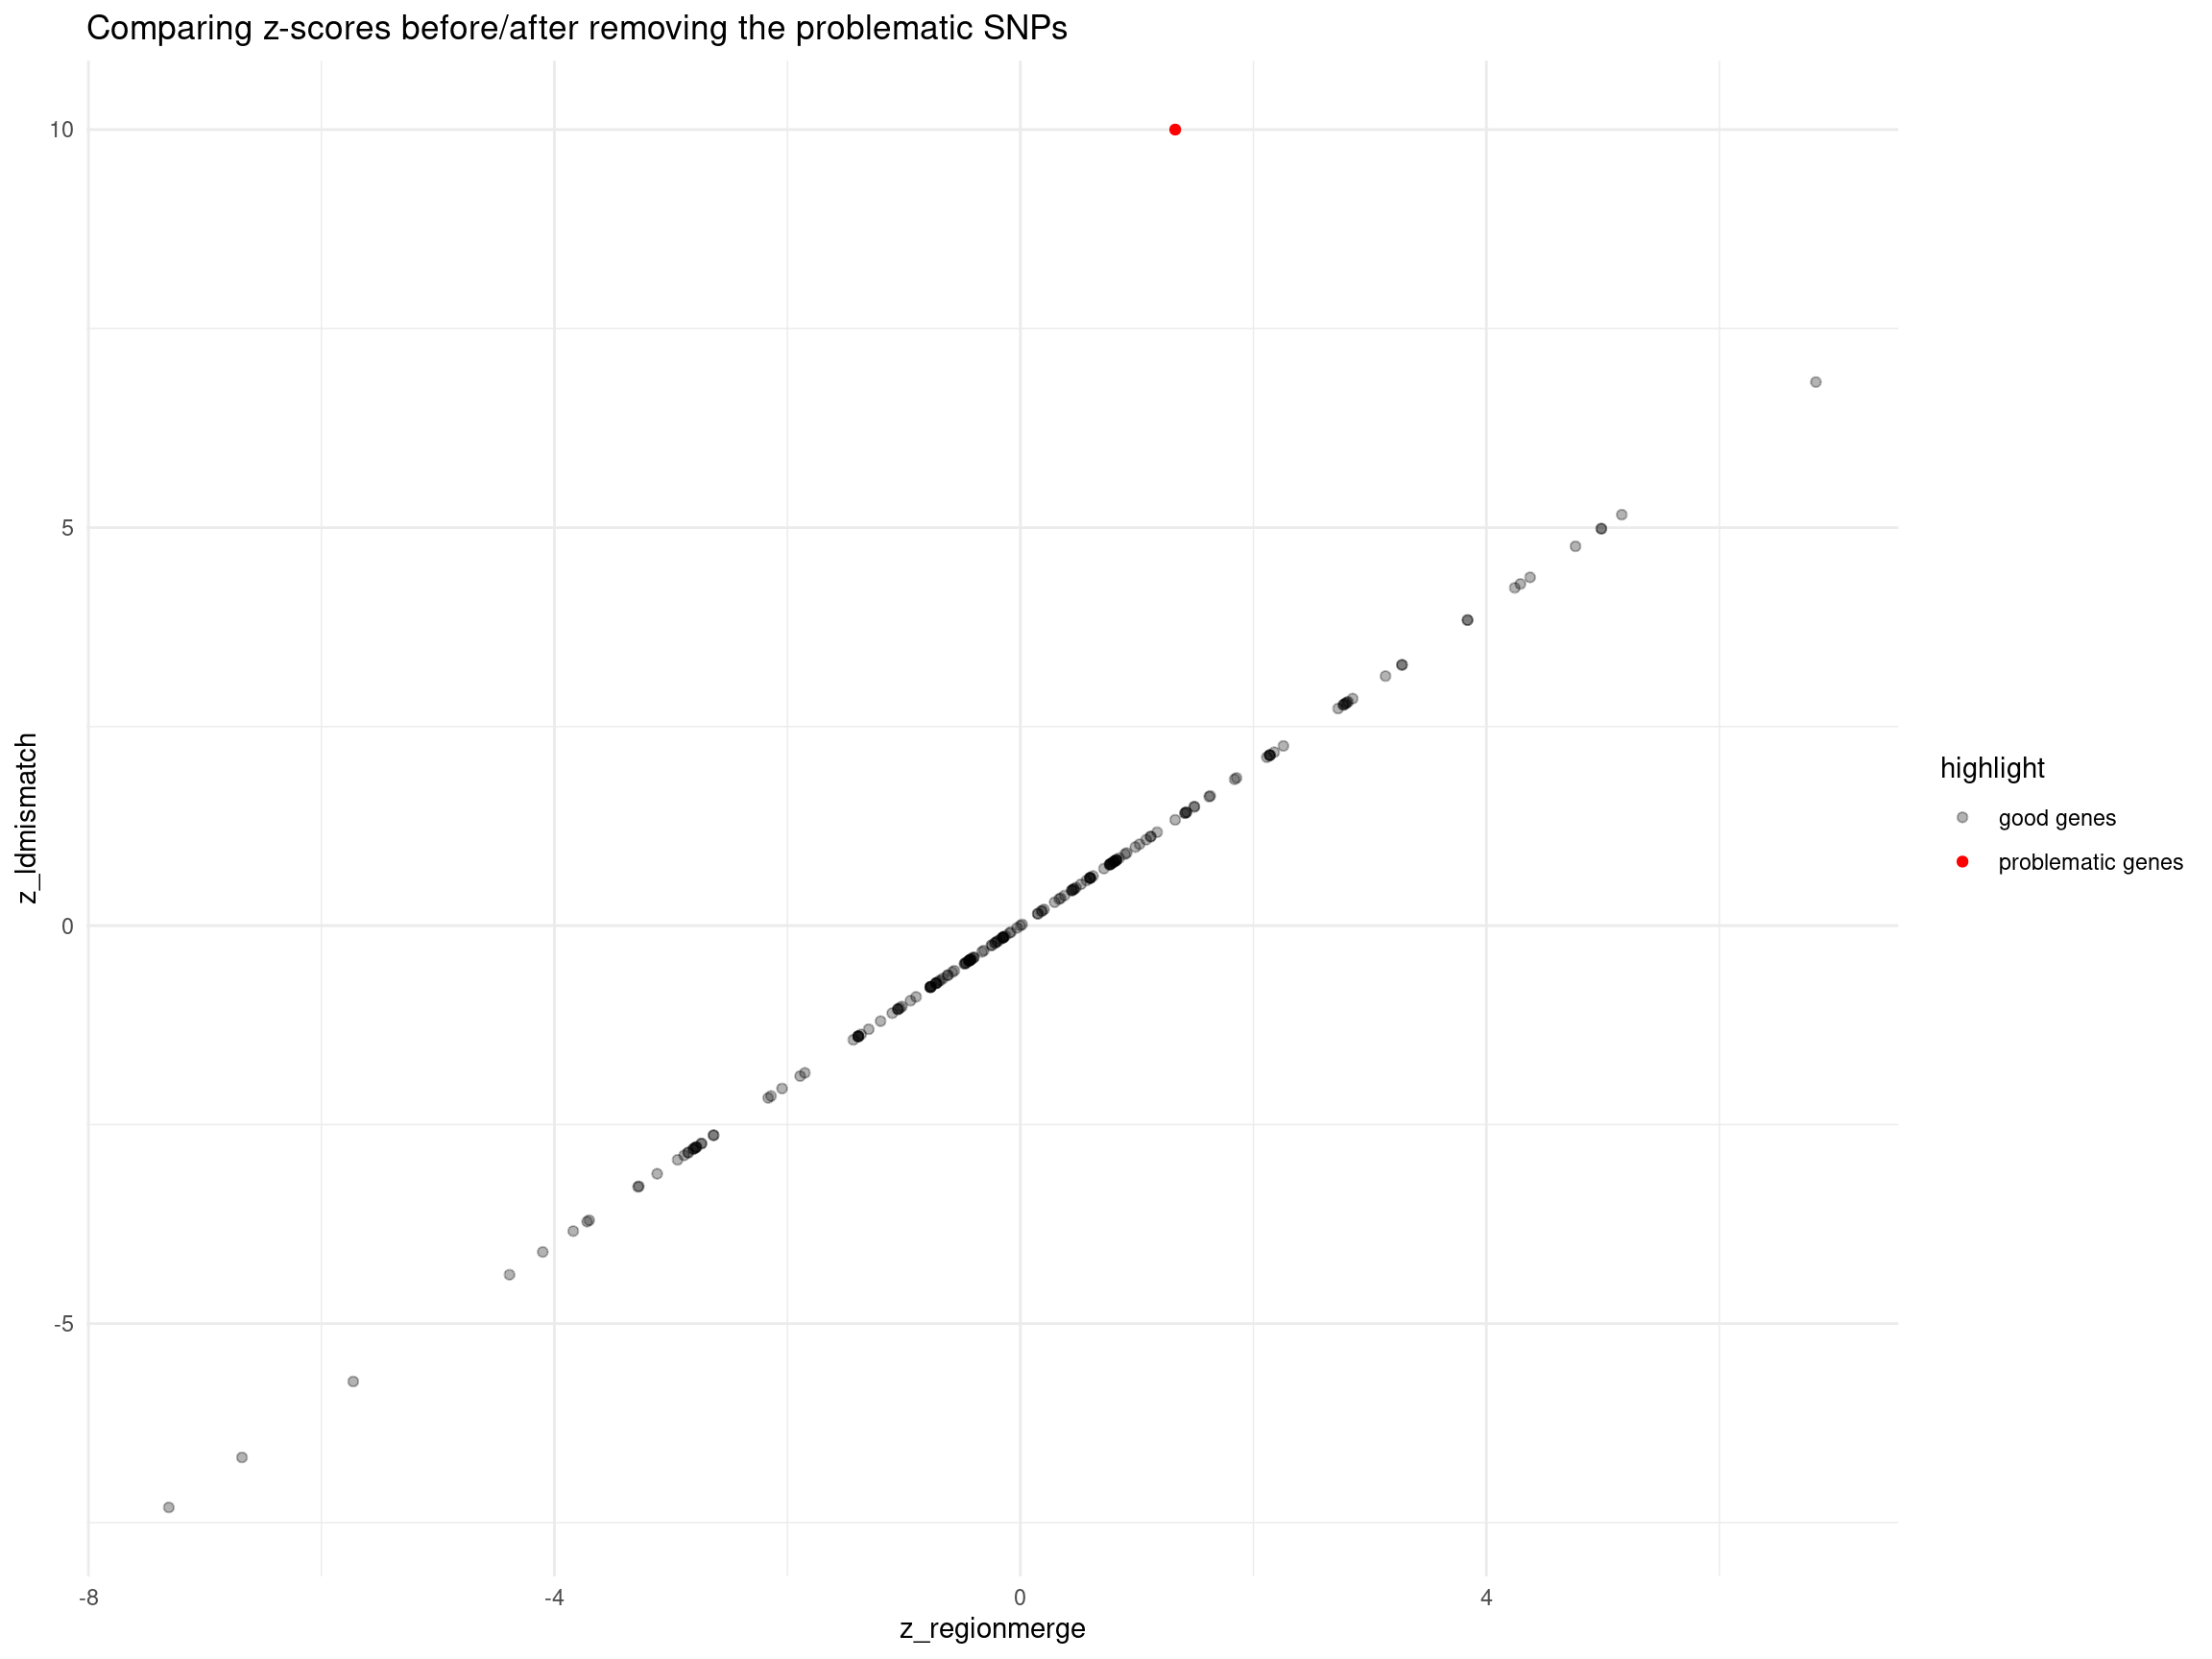 Comparing z-scores before/after removing the problematic SNPs
10
5
0
-5
z_ldmismatch
-8
-4
0
4
z_regionmerge
highlight
good genes
problematic genes